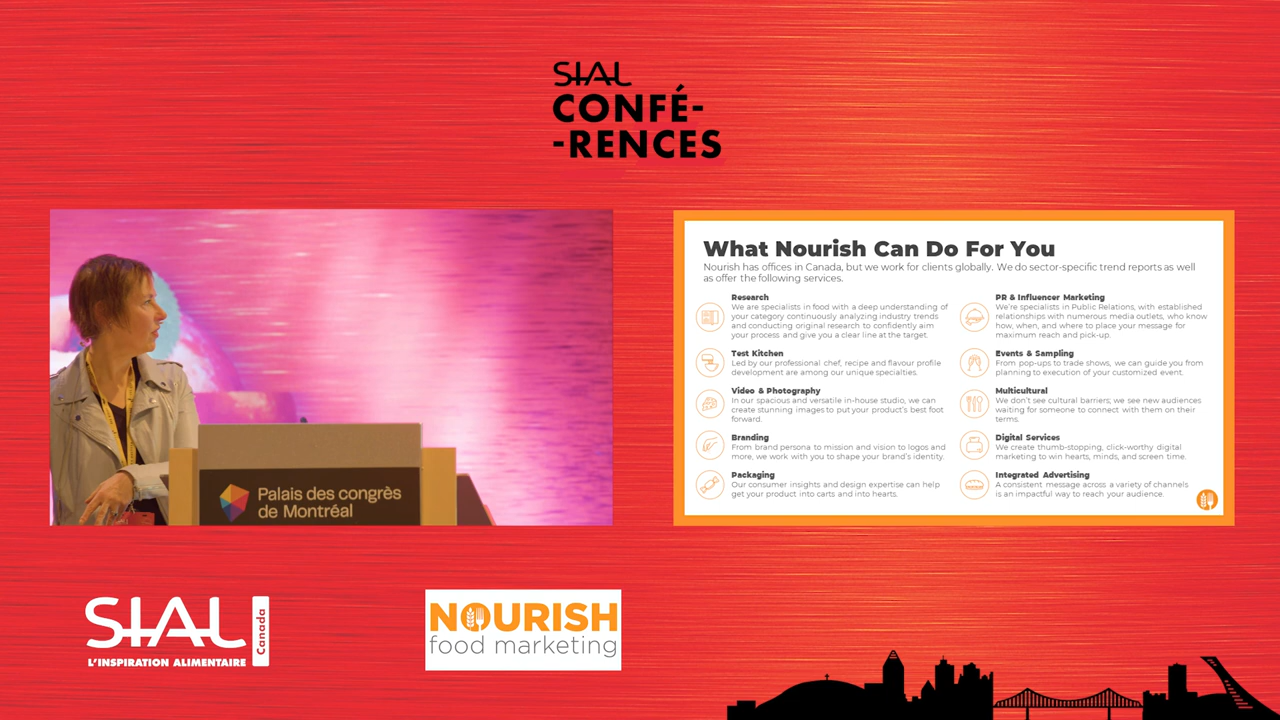 SIAL
CONFÉ-
-RENCES
Palais des congrès
de Montréal
What Nourish Can Do For You
Nourish has offices in Canada, but we work for clients globally. We do sector-specific trend reports as well
as offer the following services.
Research
We are specialists in food with a deep understanding of
your category continuously analyzing industry trends
and conducting original research to confidently aim
your process and give you a clear line at the target.
Test Kitchen
Led by our professional chef, recipe and flavour profile
development are among our unique specialties.
Video & Photography
In our spacious and versatile in-house studio, we can
create stunning images to put your product's best foot
forward.
Branding
From brand persona to mission and vision to logos and
more, we work with you to shape your brand's identity.
Packaging
Our consumer insights and design expertise can help
get your product into carts and into hearts.
PR & Influencer Marketing
We're specialists in Public Relations, with established
relationships with numerous media outlets, who know
how, when, and where to place your message for
maximum reach and pick-up.
Events & Sampling
From pop-ups to trade shows, we can guide you from
planning to execution of your customized event.
Multicultural
We don't see cultural barriers; we see new audiences
waiting for someone to connect with them on their
terms.
Digital Services
We create thumb-stopping, click-worthy digital
marketing to win hearts, minds, and screen time.
Integrated Advertising
A consistent message across a variety of channels
is an impactful way to reach your audience.
SIAL
Canada
L'INSPIRATION ALIMENTAIRE
NOURISH
food marketing